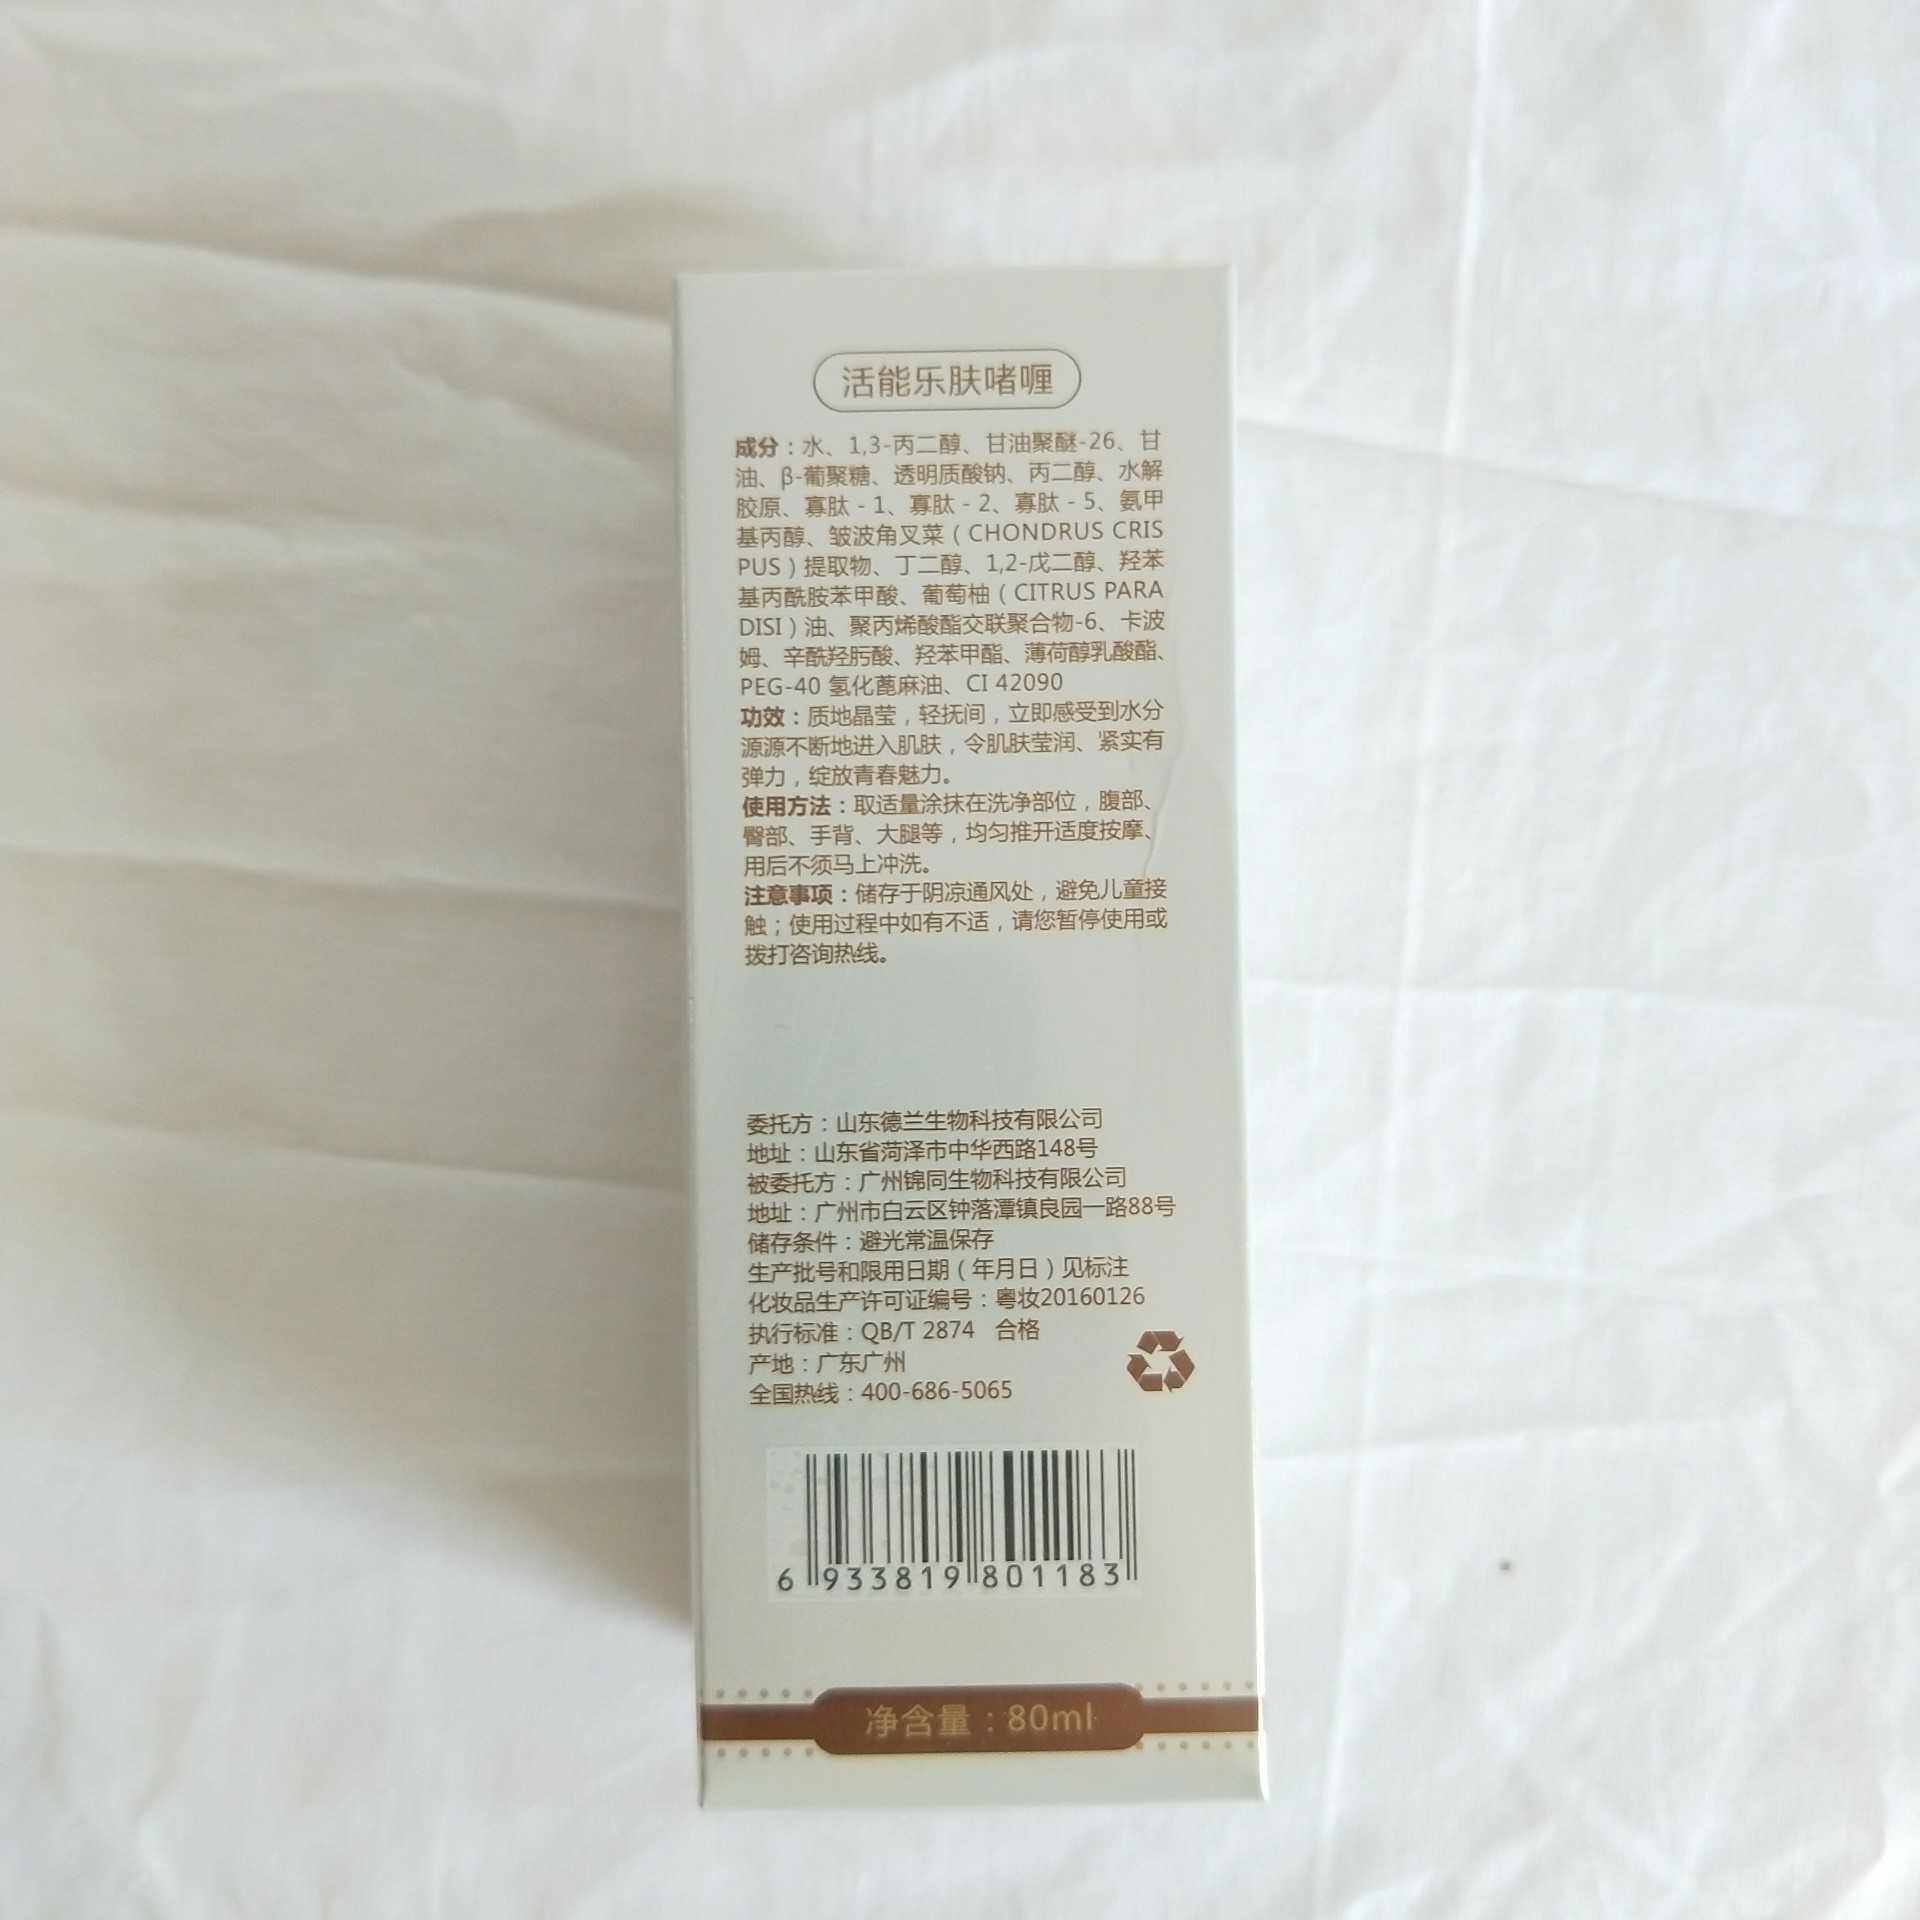 活能乐肤啫喱
成分：水、1,3-丙二醇、甘油聚醚-26、甘
油、β-葡聚糖、透明质酸钠、丙二醇、水解
胶原、寡肽 - 1、寡肽 - 2、寡肽 - 5、氨甲
基丙醇、皱波角叉菜（CHONDRUS CRIS
PUS）提取物、丁二醇、1,2-戊二醇、羟苯
基丙酰胺苯甲酸、葡萄柚（CITRUS PARA
DISI）油、聚丙烯酸酯交联聚合物-6、卡波
姆、辛酰羟肟酸、羟苯甲酯、薄荷醇乳酸酯、
PEG-40 氢化蓖麻油、CI 42090
功效：质地晶莹，轻抚间，立即感受到水分
源源不断地进入肌肤，令肌肤莹润、紧实有
弹力，绽放青春魅力。
使用方法：取适量涂抹在洗净部位，腹部、
臀部、手背、大腿等，均匀推开适度按摩、
用后不须马上冲洗。
注意事项：储存于阴凉通风处，避免儿童接
触；使用过程中如有不适，请您暂停使用或
拨打咨询热线。
委托方：山东德兰生物科技有限公司
地址：山东省菏泽市中华西路148号
被委托方：广州锦同生物科技有限公司
地址：广州市白云区钟落潭镇良园一路88号
储存条件：避光常温保存
生产批号和限用日期（年月日）见标注
化妆品生产许可证编号：粤妆20160126
执行标准：QB/T 2874 合格
产地：广东广州
全国热线：400-686-5065
6 933819 801183
净含量：80ml